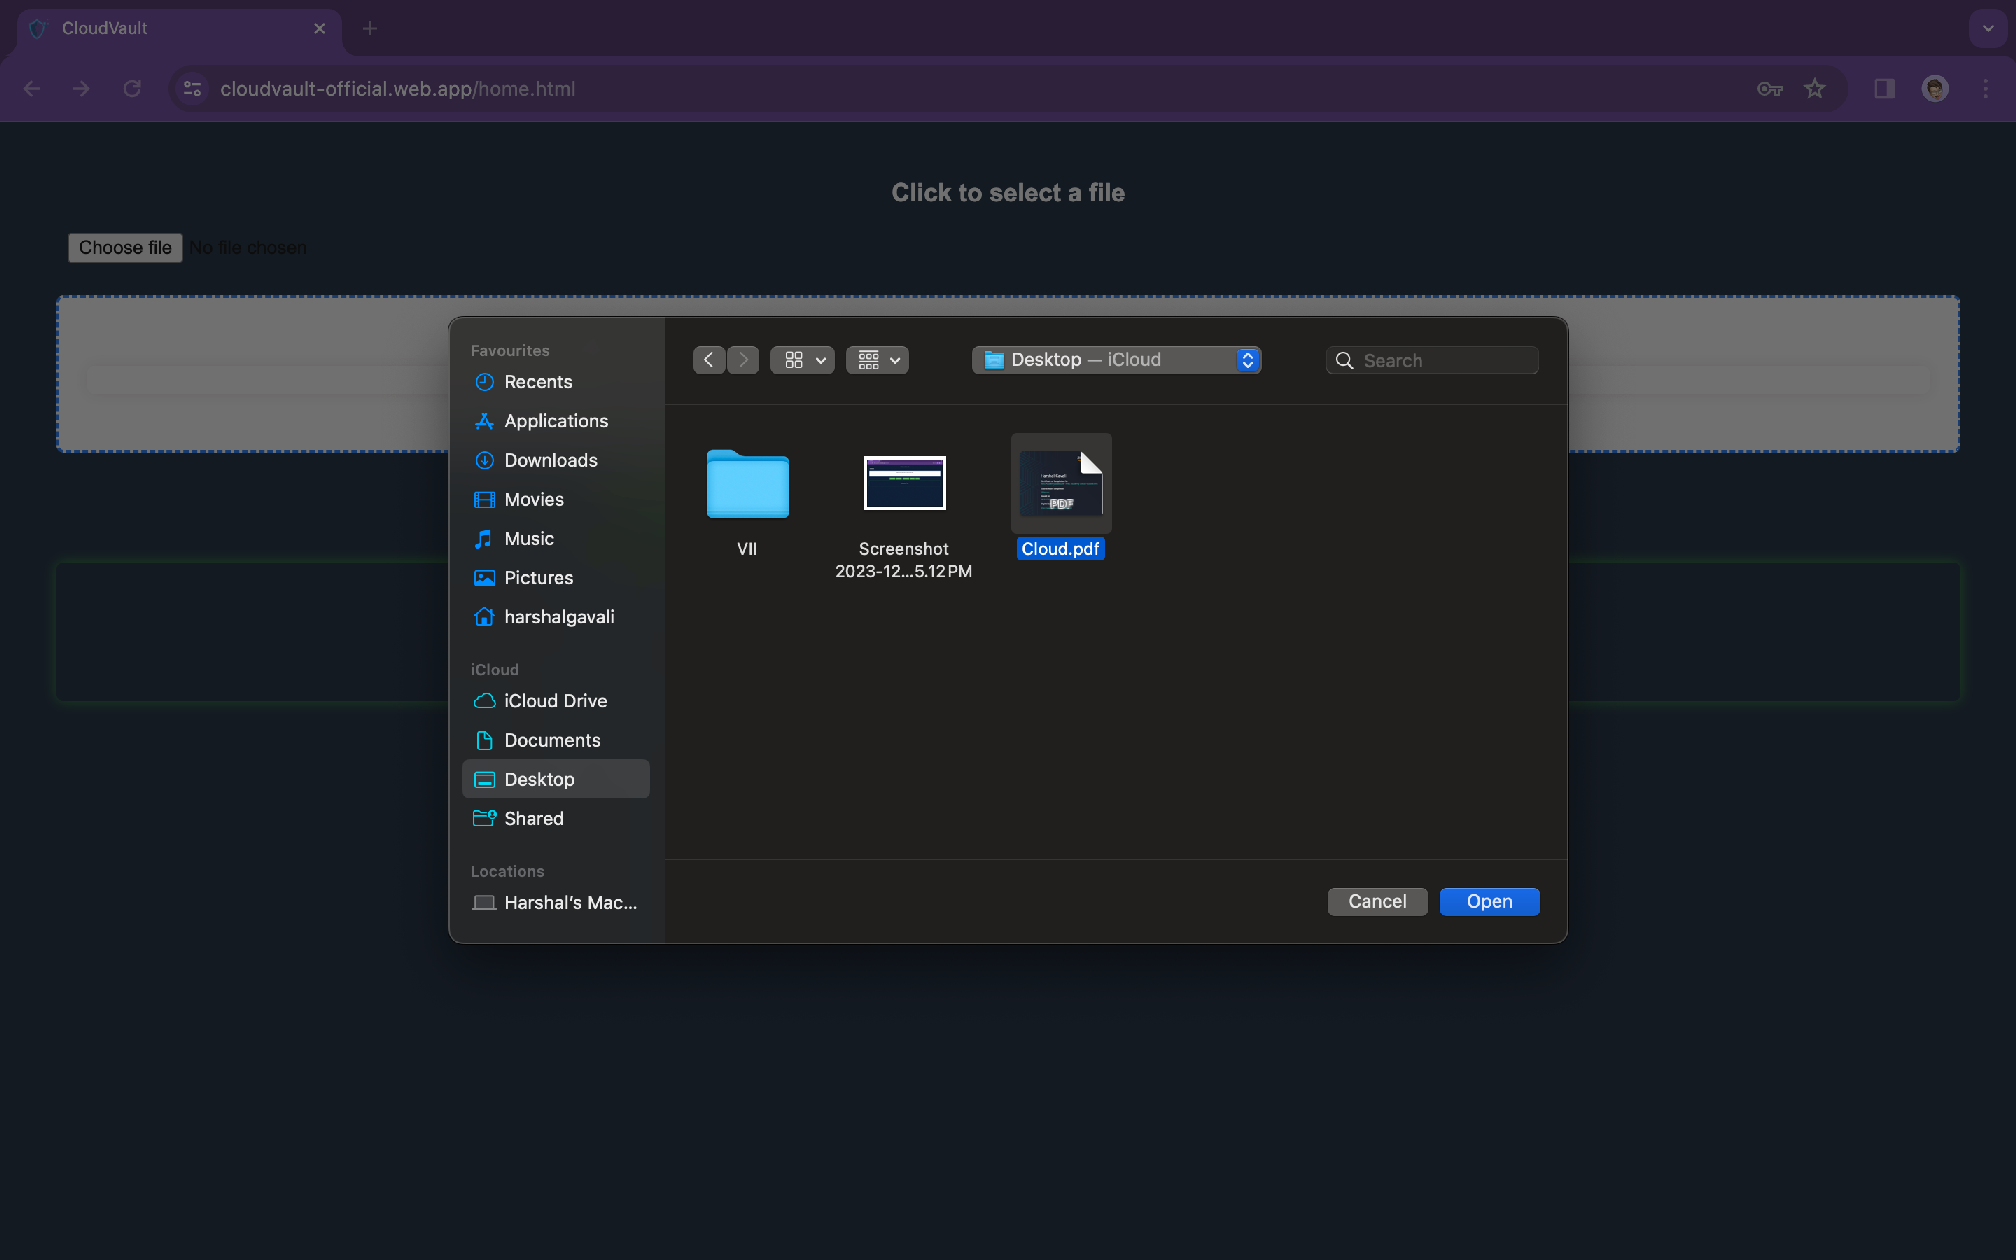 CloudVault
cloudvault-official.web.app/home.html
Click to select a file
Choose file No file chosen
Favourites
Recents
Applications
Downloads
Movies
Music
Pictures
harshalgavali
iCloud
iCloud Drive
Documents
Desktop
Shared
Locations
Harshal's Mac...
Desktop — iCloud
Search
VII
Screenshot
2023-12...5.12 PM
PDF
Cloud.pdf
Cancel
Open